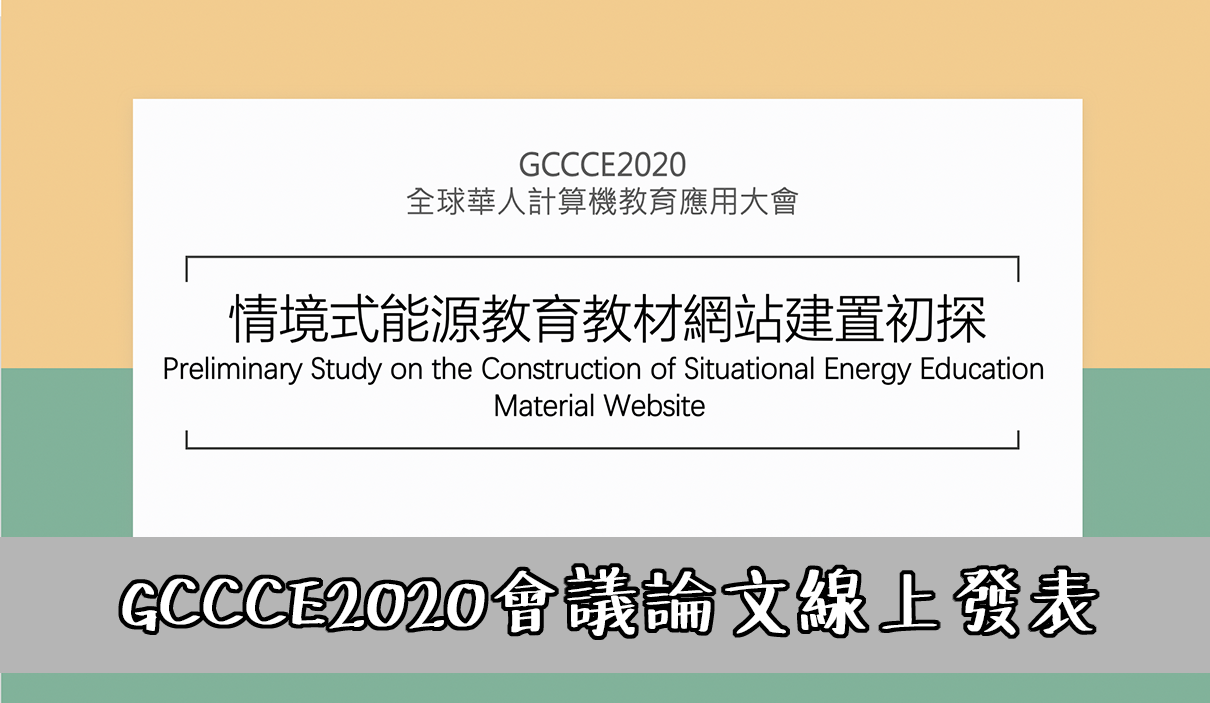 GCCCE2020
全球華人計算機教育應用大會
情境式能源教育教材網站建置初探
Preliminary Study on the Construction of Situational Energy Education
Material Website
GCCCE2020會議論文線上發表